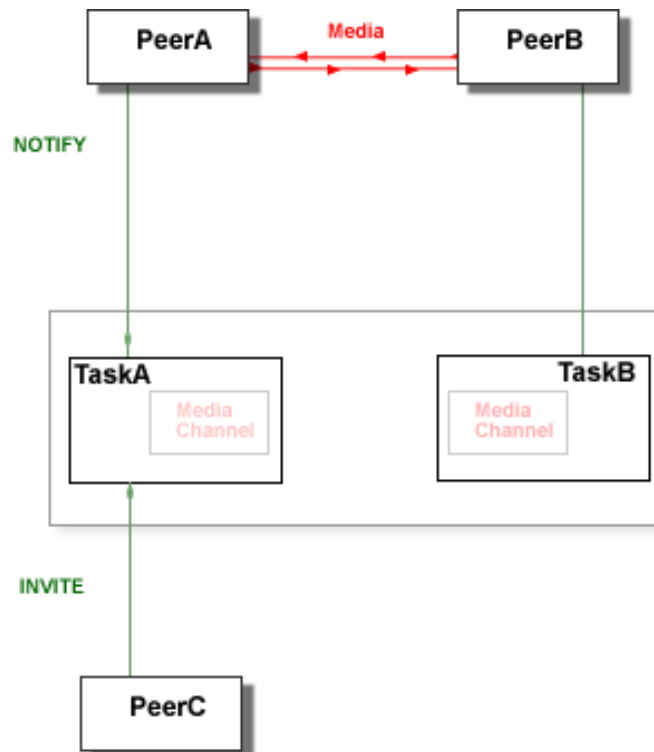 PeerA
Media
PeerB
NOTIFY
TaskA
TaskB
Media
Channel
Media
Channel
INVITE
PeerC